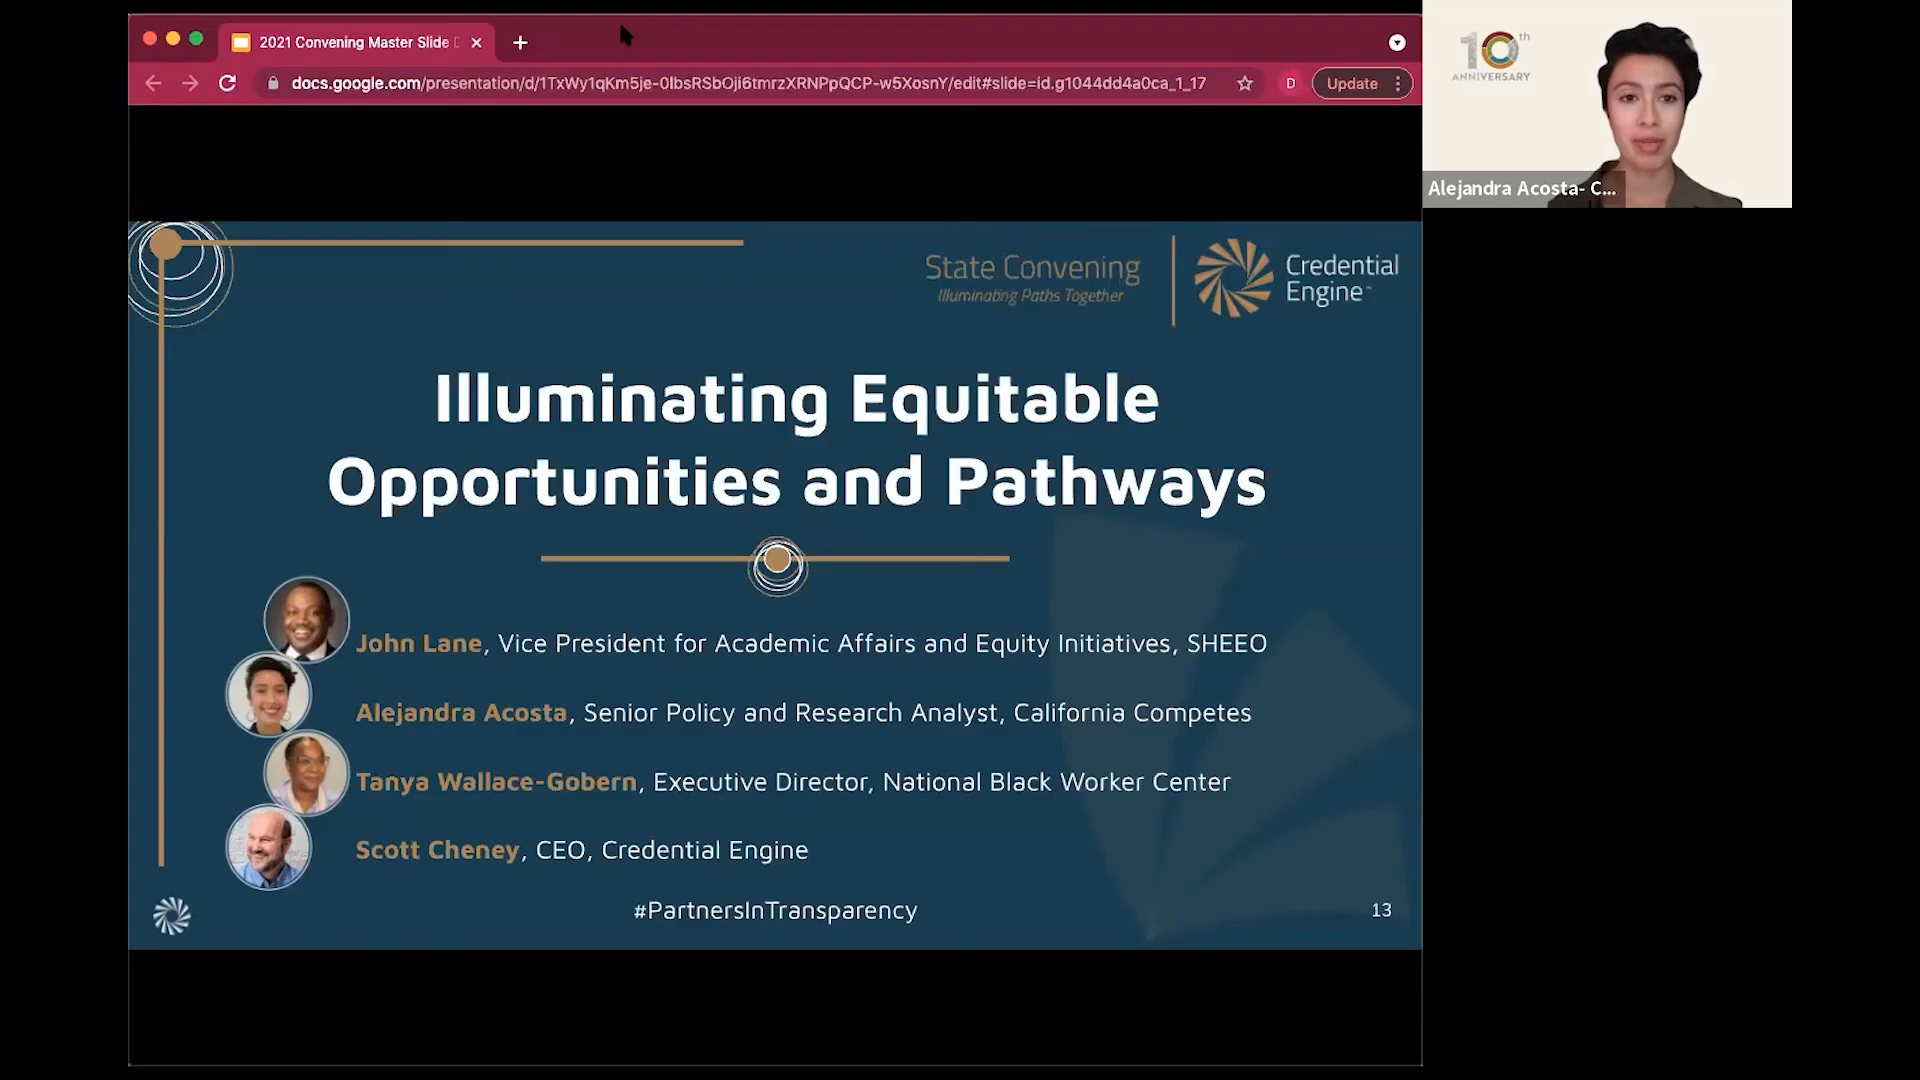 2021 Convening Master Slide
docs.google.com/presentation/d/1TxWy1qKm5je-0lbsRSbOji6tmrzXRNPpQCP-w5XosnY/edit#slide=id.g1044dd4a0ca_1_17
D
Update
10th
ANNIVERSARY
Alejandra Acosta- C...
State Convening
Illuminating Paths Together
Credential
Engine™
Illuminating Equitable
Opportunities and Pathways
John Lane, Vice President for Academic Affairs and Equity Initiatives, SHEEO
Alejandra Acosta, Senior Policy and Research Analyst, California Competes
Tanya Wallace-Gobern, Executive Director, National Black Worker Center
Scott Cheney, CEO, Credential Engine
#PartnersInTransparency
13